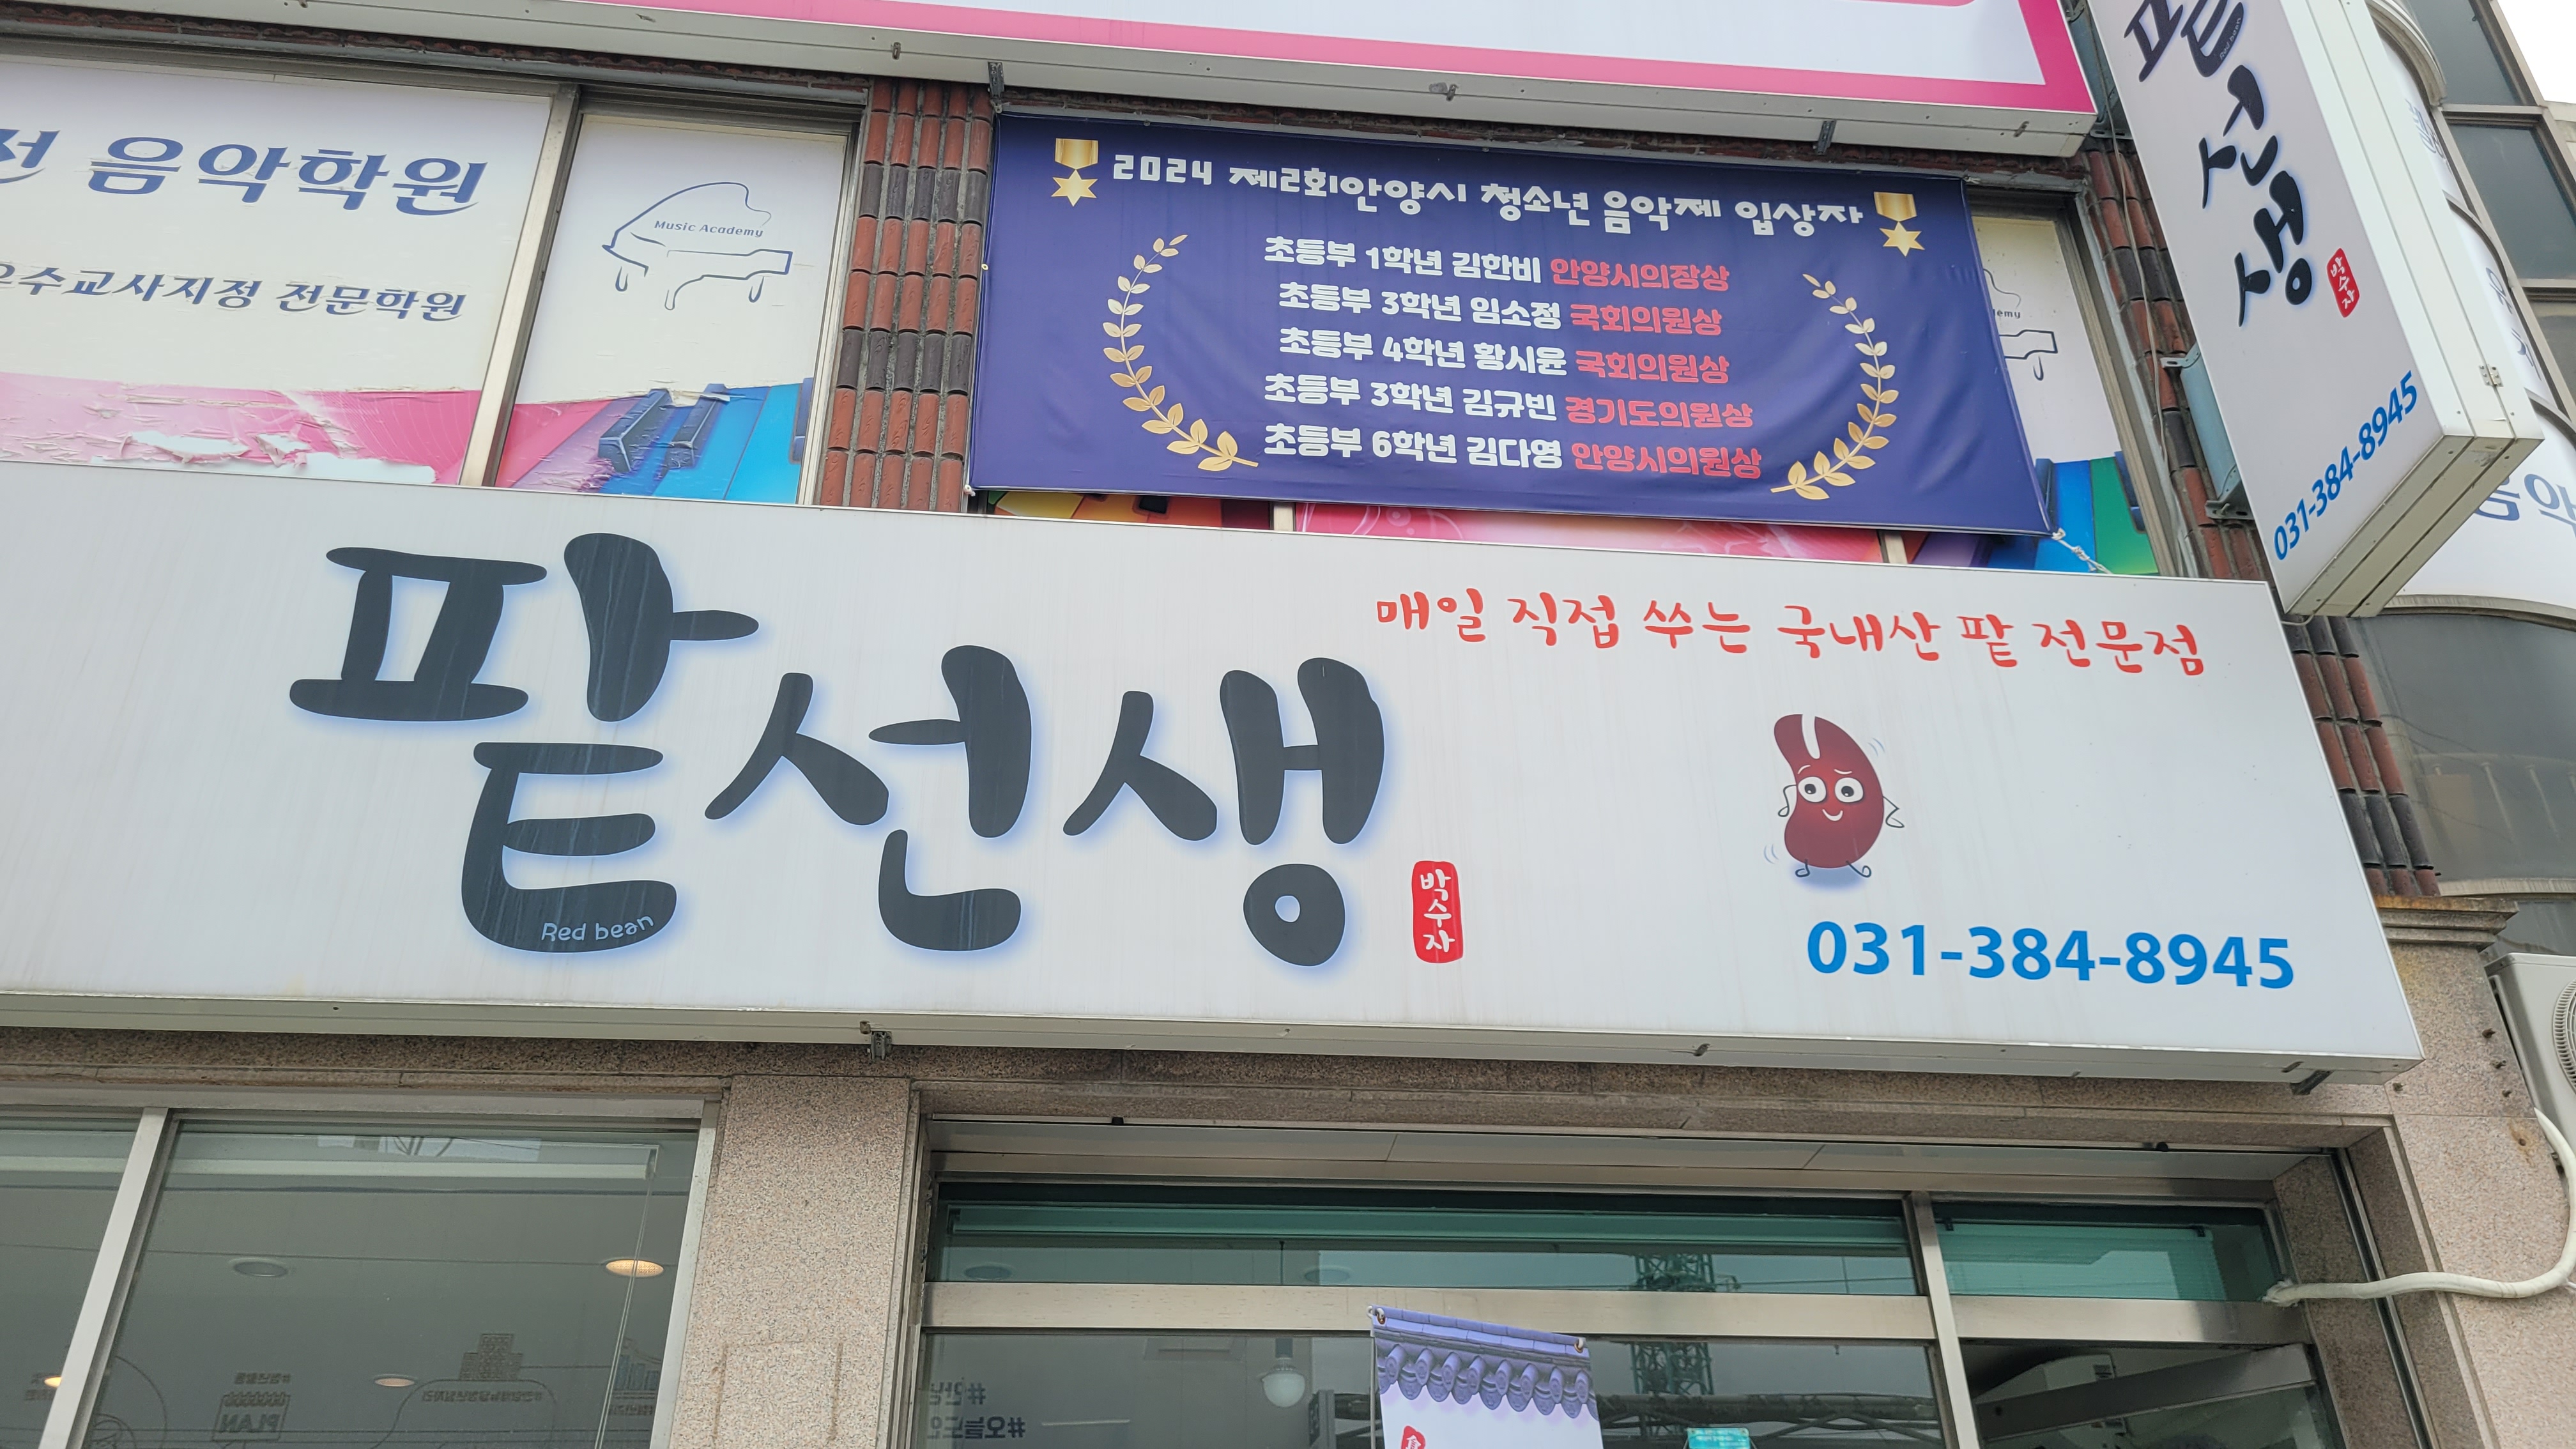 음악학원
우수교사지정 전문학원
Music Academy
2024 제2회안양시 청소년 음악제 입상자
초등부 1학년 김한비 안양시의장상
초등부 3학년 임소정 국회의원상
초등부 4학년 황시윤 국회의원상
초등부 3학년 김규빈 경기도의원상
초등부 6학년 김다영 안양시의원상
팥선생
Red bean
박수자
031-384-8945
매일 직접 쑤는 국내산 팥 전문점
팥선생
Red bean
박수자
031-384-8945
PLAN